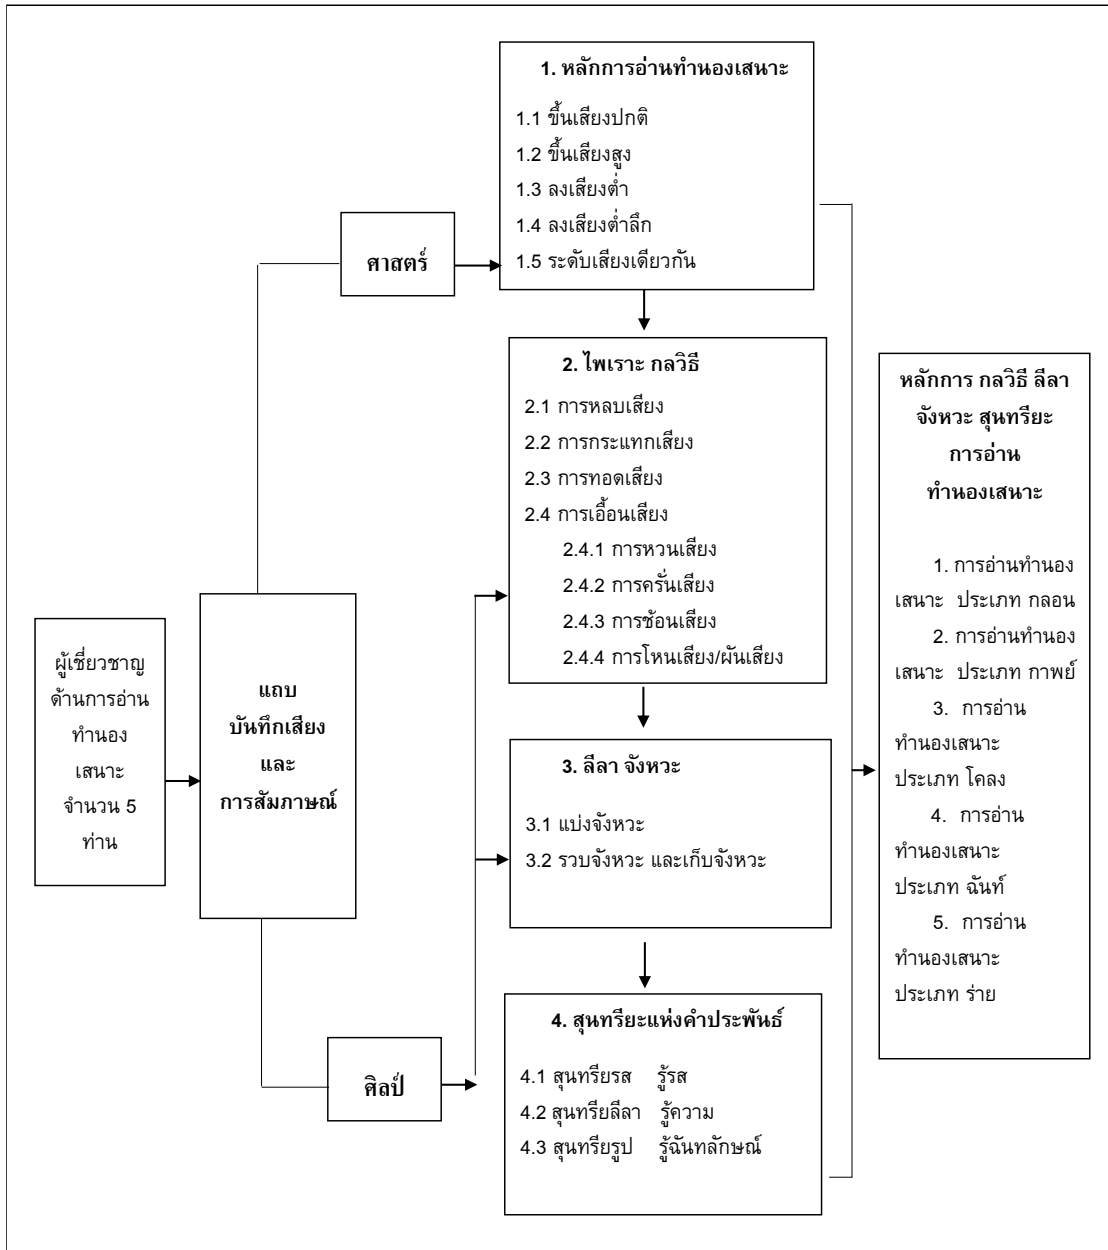 ผู้เชี่ยวชาญ
ด้านการอ่าน
ทำนอง
เสนาะ
จำนวน 5
ท่าน
แถบ
บันทึกเสียง
และ
การสัมภาษณ์
ศาสตร์
ศิลป์
1. หลักการอ่านทำนองเสนาะ
1.1 ขึ้นเสียงปกติ
1.2 ขึ้นเสียงสูง
1.3 ลงเสียงต่ำ
1.4 ลงเสียงต่ำลึก
1.5 ระดับเสียงเดียวกัน
2. ไพเราะ กลวิธี
2.1 การหลบเสียง
2.2 การกระแทกเสียง
2.3 การทอดเสียง
2.4 การเอื้อนเสียง
2.4.1 การหวนเสียง
2.4.2 การครั่นเสียง
2.4.3 การช้อนเสียง
2.4.4 การโหนเสียง/ผันเสียง
3. ลีลา จังหวะ
3.1 แบ่งจังหวะ
3.2 รวบจังหวะ และเก็บจังหวะ
4. สุนทรียะแห่งคำประพันธ์
4.1 สุนทรียรส รู้รส
4.2 สุนทรียลีลา รู้ความ
4.3 สุนทรียรูป รู้ฉันทลักษณ์
หลักการ กลวิธี ลีลา
จังหวะ สุนทรียะ
การอ่าน
ทำนองเสนาะ
1. การอ่านทำนอง
เสนาะ ประเภท กลอน
2. การอ่านทำนอง
เสนาะ ประเภท กาพย์
3. การอ่าน
ทำนองเสนาะ
ประเภท โคลง
4. การอ่าน
ทำนองเสนาะ
ประเภท ฉันท์
5. การอ่าน
ทำนองเสนาะ
ประเภท ร่าย